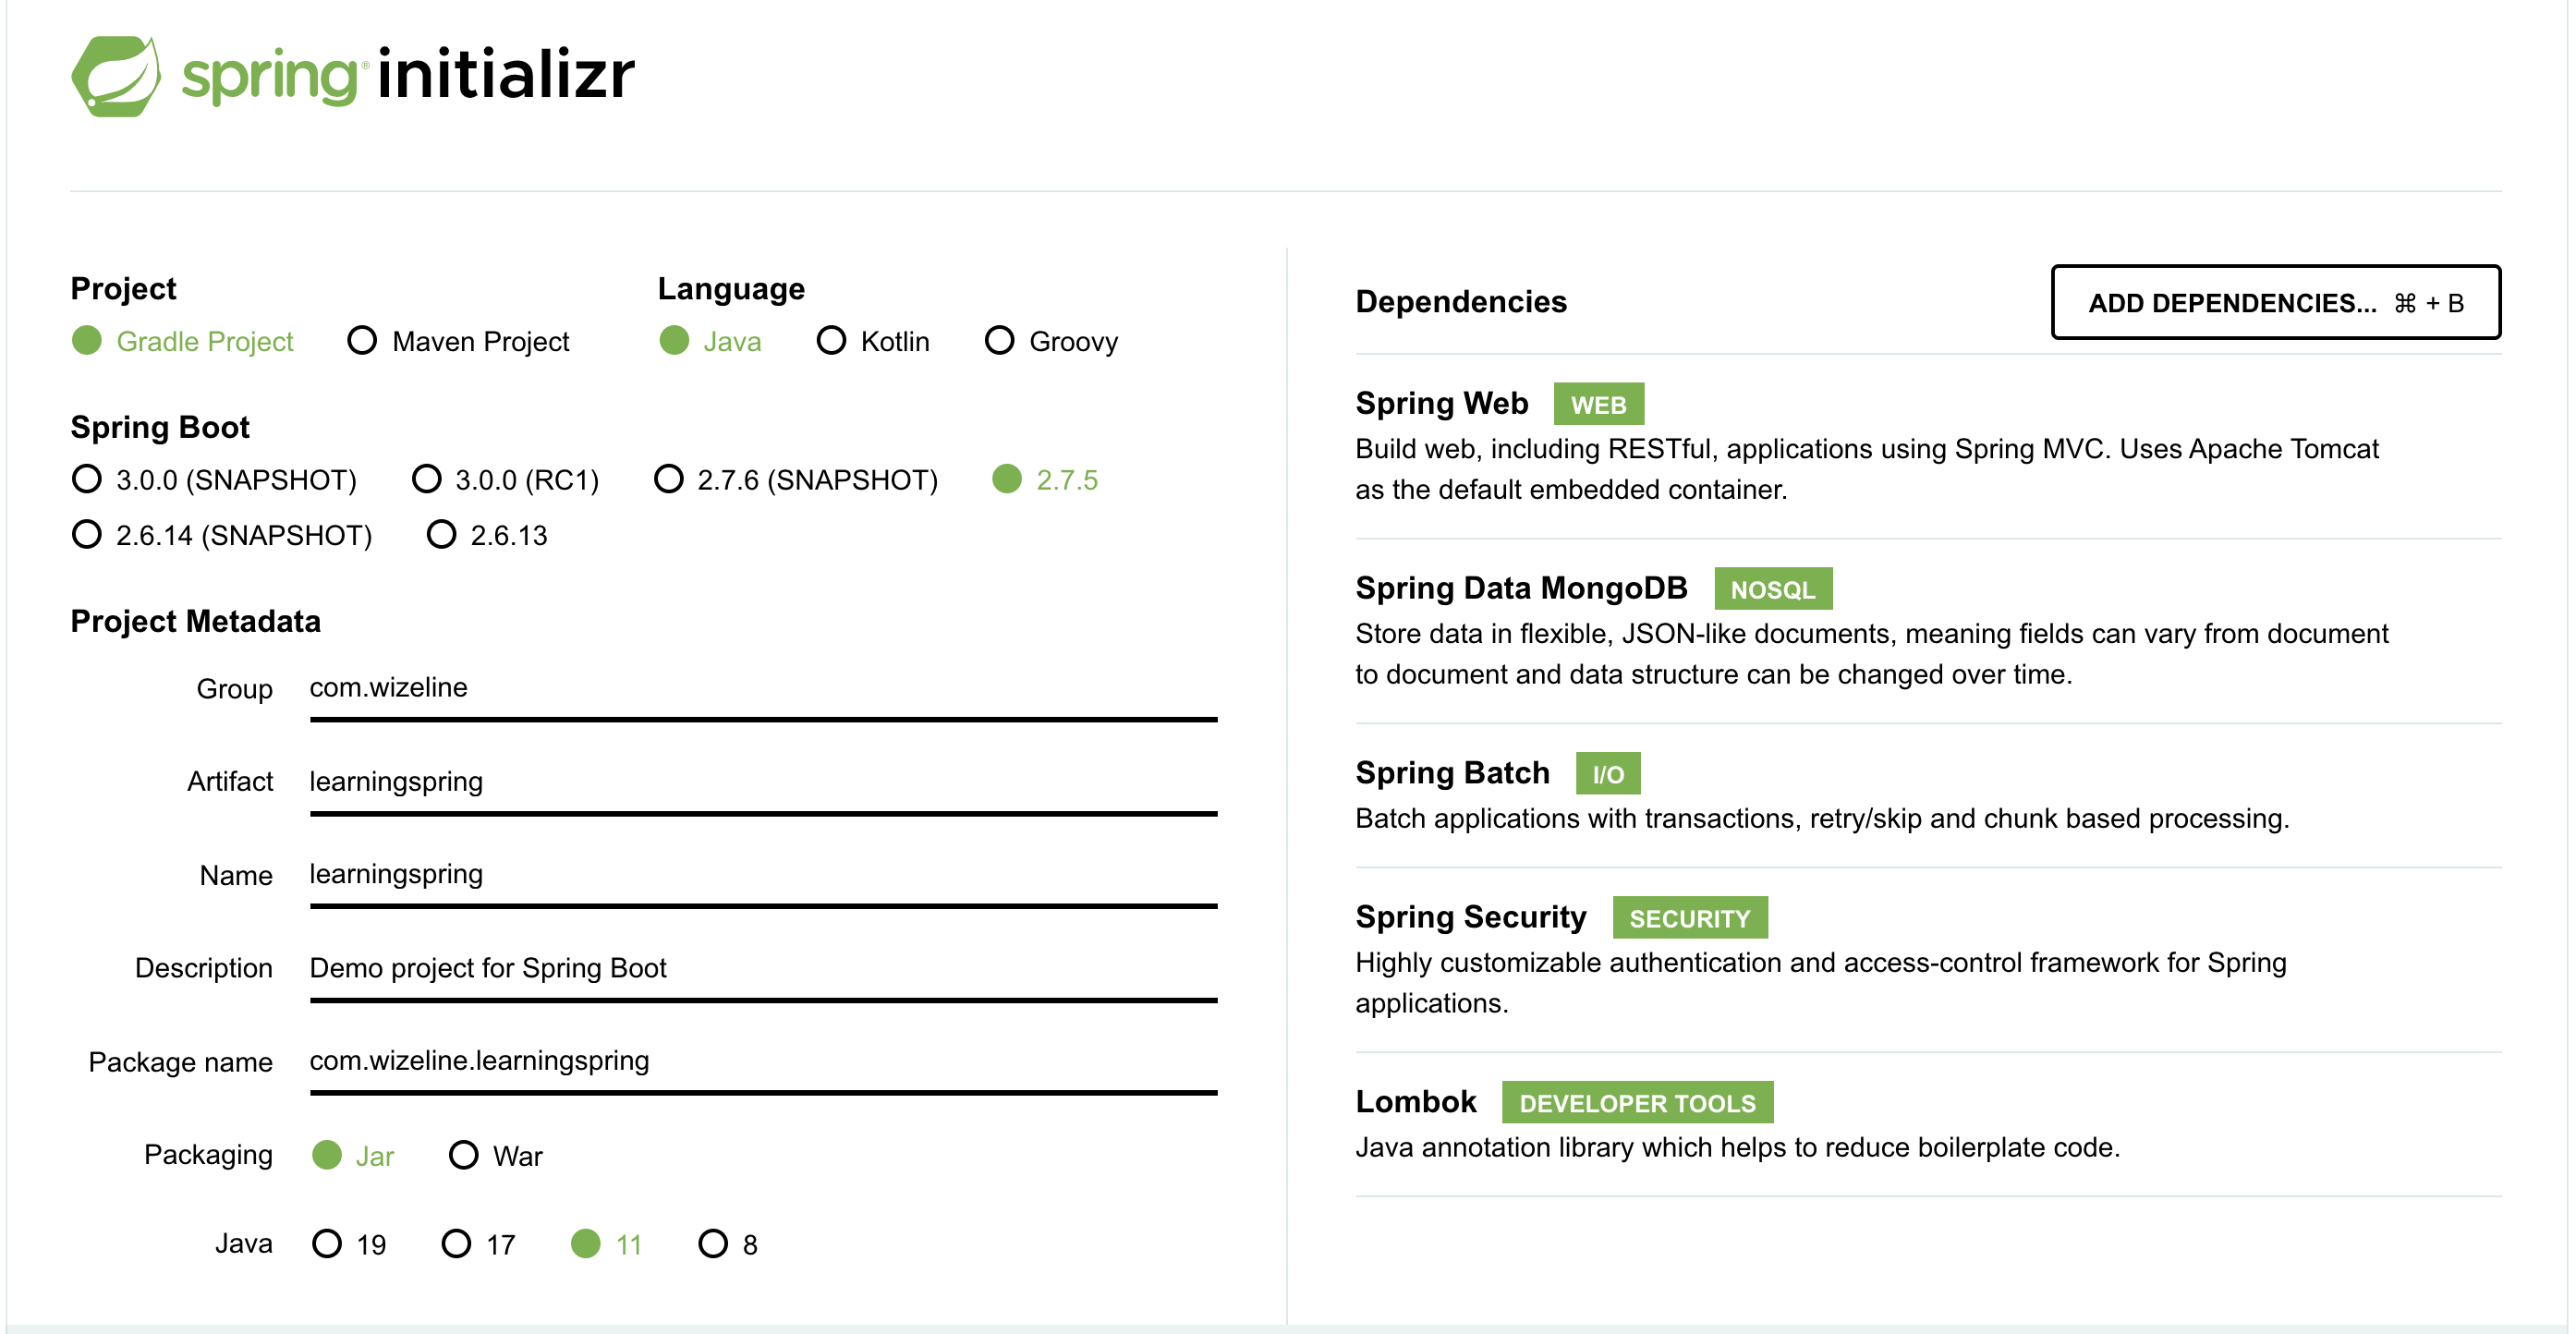 spring® initializr
Project
Gradle Project Maven Project
Language
Java Kotlin Groovy
Spring Boot
3.0.0 (SNAPSHOT) 3.0.0 (RC1) 2.7.6 (SNAPSHOT) 2.7.5
2.6.14 (SNAPSHOT) 2.6.13
Project Metadata
Group com.wizeline
Artifact learningspring
Name learningspring
Description Demo project for Spring Boot
Package name com.wizeline.learningspring
Packaging Jar War
Java 19 17 11 8
Dependencies ADD DEPENDENCIES... ⌘ + B
Spring Web WEB
Build web, including RESTful, applications using Spring MVC. Uses Apache Tomcat
as the default embedded container.
Spring Data MongoDB NOSQL
Store data in flexible, JSON-like documents, meaning fields can vary from document
to document and data structure can be changed over time.
Spring Batch I/O
Batch applications with transactions, retry/skip and chunk based processing.
Spring Security SECURITY
Highly customizable authentication and access-control framework for Spring
applications.
Lombok DEVELOPER TOOLS
Java annotation library which helps to reduce boilerplate code.